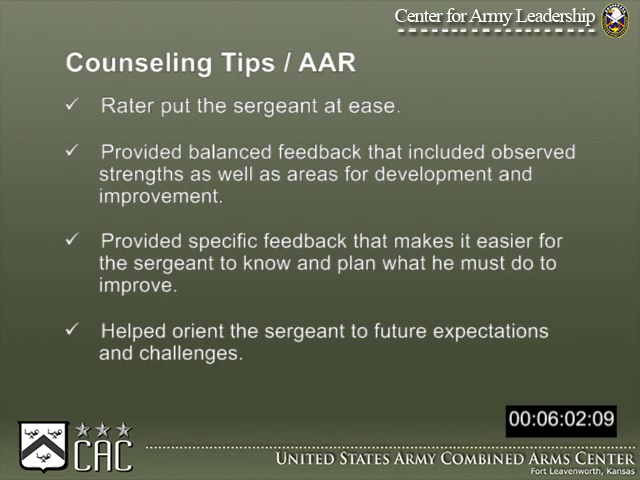 Center for Army Leadership
Counseling Tips / AAR
✓ Rater put the sergeant at ease.
✓ Provided balanced feedback that included observed
strengths as well as areas for development and
improvement.
✓ Provided specific feedback that makes it easier for
the sergeant to know and plan what he must do to
improve.
✓ Helped orient the sergeant to future expectations
and challenges.
00:06:02:09
CAC
UNITED STATES ARMY COMBINED ARMS CENTER
Fort Leavenworth, Kansas